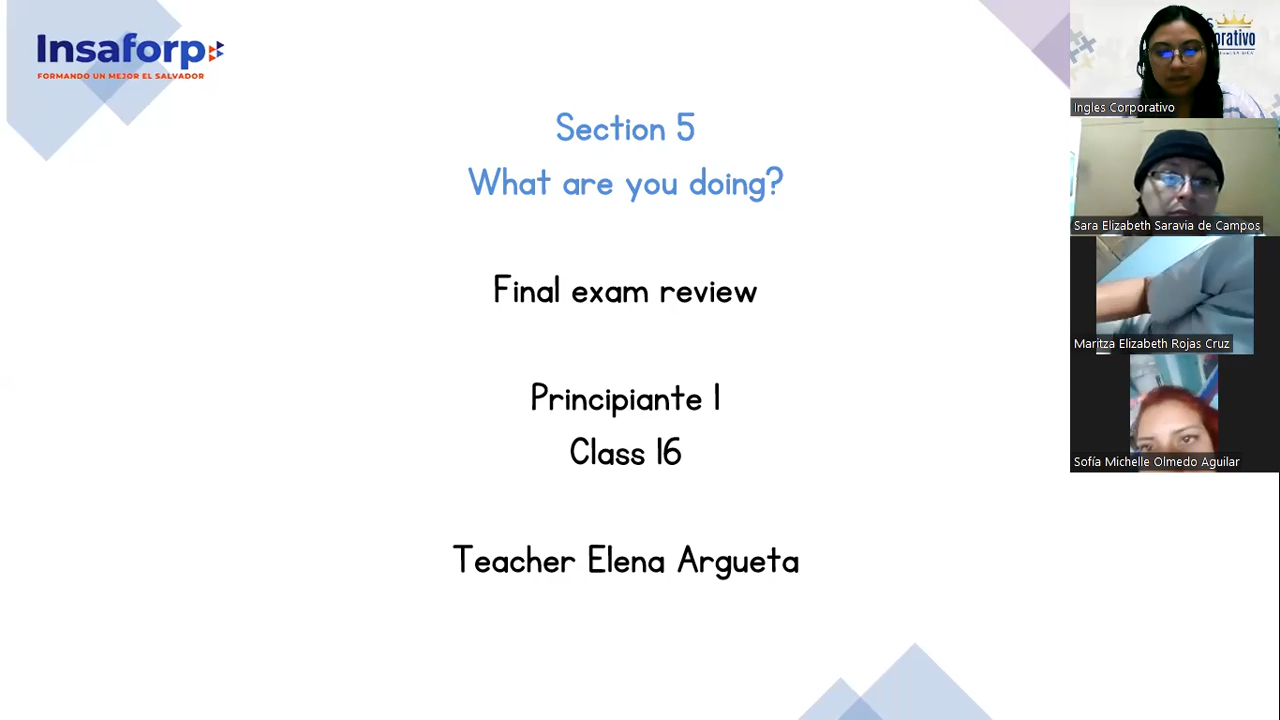 Insaforp
FORMANDO UN MEJOR EL SALVADOR
Section 5
What are you doing?
Final exam review
Principiante 1
Class 16
Teacher Elena Argueta
Ingles Corporativo
Sara Elizabeth Saravia de Campos
Maritza Elizabeth Rojas Cruz
Sofía Michelle Olmedo Aguilar